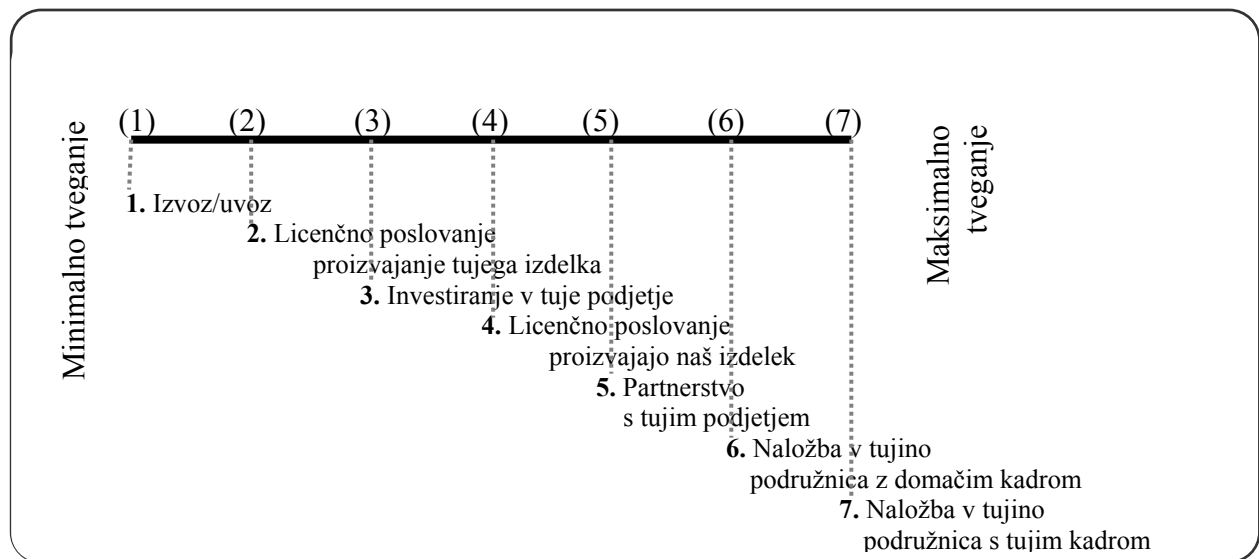 (1) (2) (3) (4) (5) (6) (7)
Minimalno tveganje
Maksimalno
tveganje
1. Izvoz/uvoz
2. Licenčno poslovanje
proizvajanje tujega izdelka
3. Investiranje v tuje podjetje
4. Licenčno poslovanje
proizvajajo naš izdelek
5. Partnerstvo
s tujim podjetjem
6. Naložba v tujino
podružnica z domačim kadrom
7. Naložba v tujino
podružnica s tujim kadrom